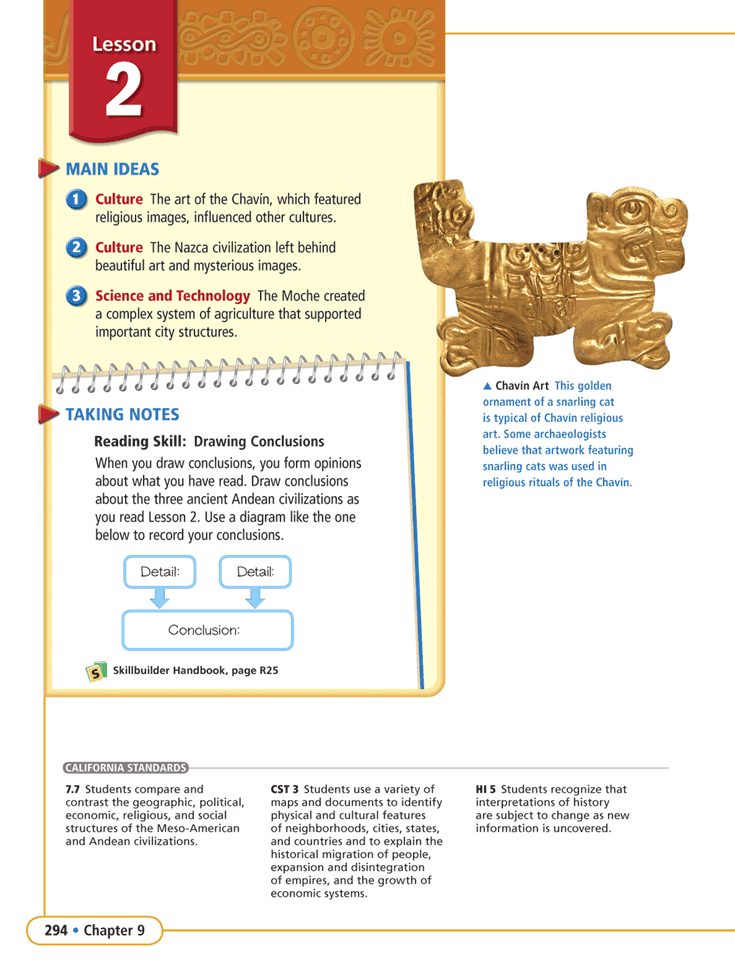 Lesson
2
MAIN IDEAS
1 Culture The art of the Chavín, which featured
religious images, influenced other cultures.
2 Culture The Nazca civilization left behind
beautiful art and mysterious images.
3 Science and Technology The Moche created
a complex system of agriculture that supported
important city structures.
TAKING NOTES
Reading Skill: Drawing Conclusions
When you draw conclusions, you form opinions
about what you have read. Draw conclusions
about the three ancient Andean civilizations as
you read Lesson 2. Use a diagram like the one
below to record your conclusions.
Detail: Detail:
Conclusion:
S Skillbuilder Handbook, page R25
▲ Chavín Art This golden
ornament of a snarling cat
is typical of Chavín religious
art. Some archaeologists
believe that artwork featuring
snarling cats was used in
religious rituals of the Chavín.
CALIFORNIA STANDARDS
7.7 Students compare and
contrast the geographic, political,
economic, religious, and social
structures of the Meso-American
and Andean civilizations.
CST 3 Students use a variety of
maps and documents to identify
physical and cultural features
of neighborhoods, cities, states,
and countries and to explain the
historical migration of people,
expansion and disintegration
of empires, and the growth of
economic systems.
HI 5 Students recognize that
interpretations of history
are subject to change as new
information is uncovered.
294 • Chapter 9